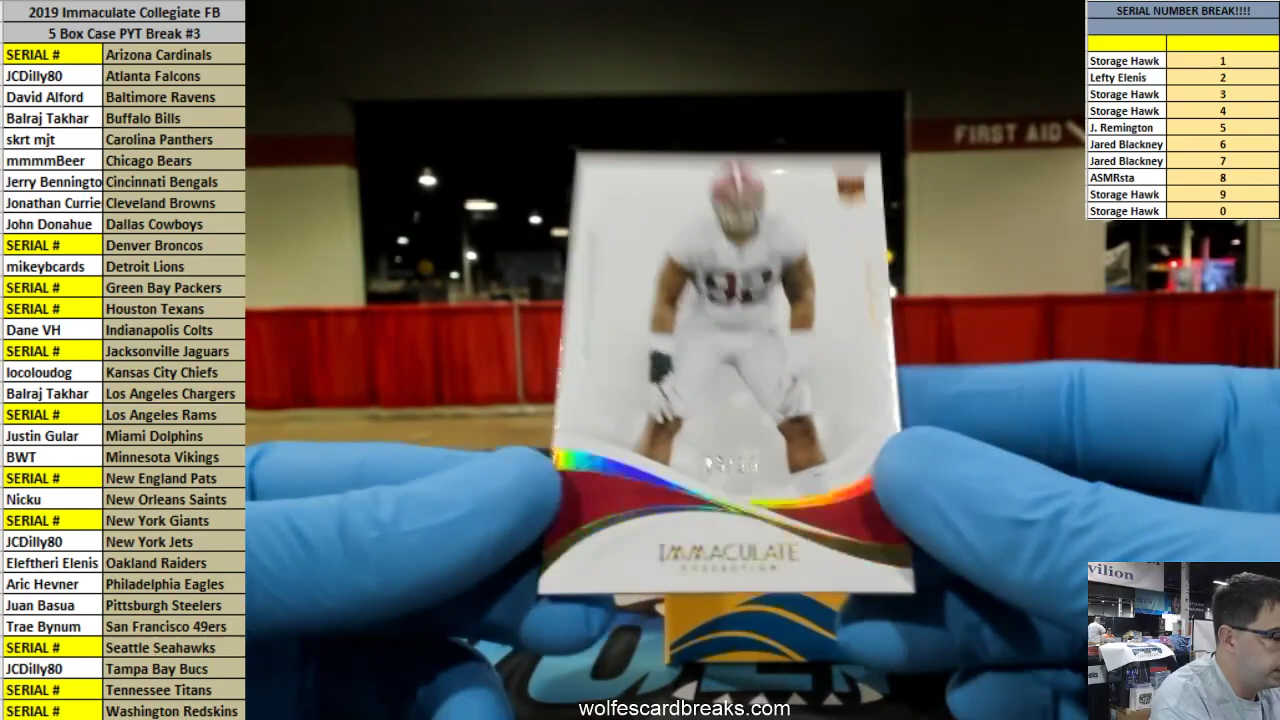 2019 Immaculate Collegiate FB
5 Box Case PYT Break #3
SERIAL # Arizona Cardinals
JCDilly80 Atlanta Falcons
David Alford Baltimore Ravens
Balraj Takhar Buffalo Bills
skrt mjt Carolina Panthers
mmmmBeer Chicago Bears
Jerry Benningto Cincinnati Bengals
Jonathan Currie Cleveland Browns
John Donahue Dallas Cowboys
SERIAL # Denver Broncos
mikeybcards Detroit Lions
SERIAL # Green Bay Packers
SERIAL # Houston Texans
Dane VH Indianapolis Colts
SERIAL # Jacksonville Jaguars
locoloudog Kansas City Chiefs
Balraj Takhar Los Angeles Chargers
SERIAL # Los Angeles Rams
Justin Gular Miami Dolphins
BWT Minnesota Vikings
SERIAL # New England Pats
Nicku New Orleans Saints
SERIAL # New York Giants
JCDilly80 New York Jets
Eleftheri Elenis Oakland Raiders
Aric Hevner Philadelphia Eagles
Juan Basua Pittsburgh Steelers
Trae Bynum San Francisco 49ers
SERIAL # Seattle Seahawks
JCDilly80 Tampa Bay Bucs
SERIAL # Tennessee Titans
SERIAL # Washington Redskins
SERIAL NUMBER BREAK!!!!
Storage Hawk 1
Lefty Elenis 2
Storage Hawk 3
Storage Hawk 4
J. Remington 5
Jared Blackney 6
Jared Blackney 7
ASMRsta 8
Storage Hawk 9
Storage Hawk 0
FIRST AID
IMMACULATE
COLLECTION
vilion
wolfescardbreaks.com